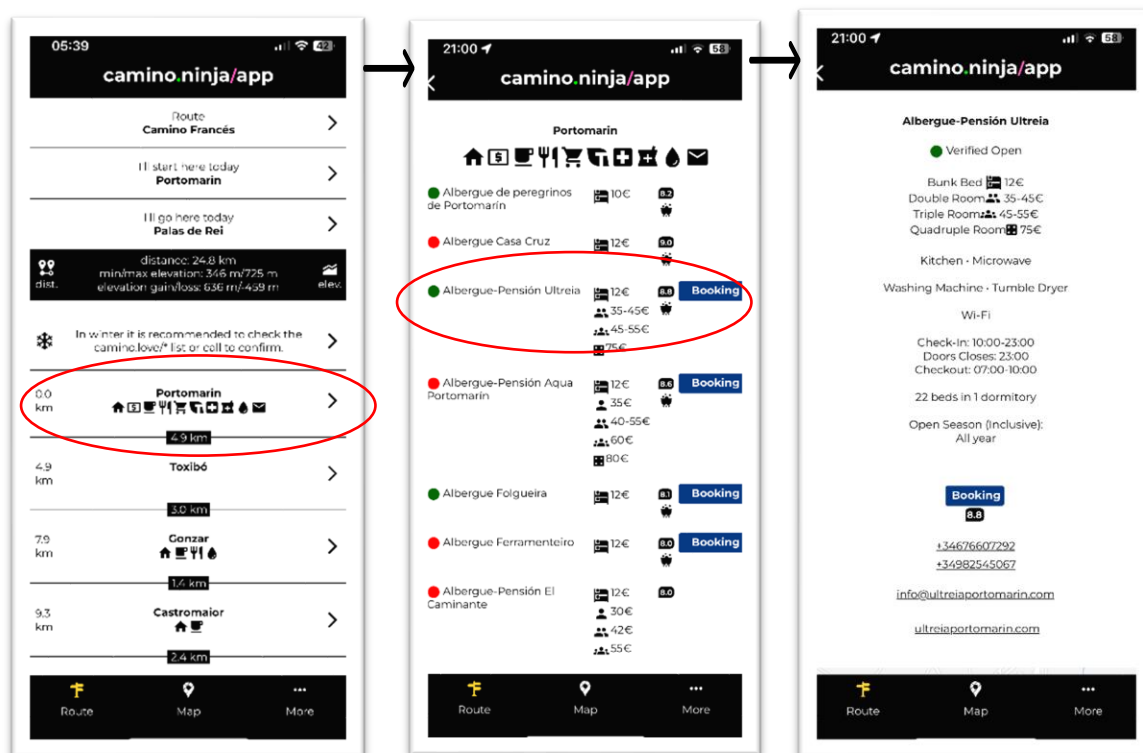 05:39
42
camino.ninja/app
Route
Camino Francés
I'll start here today
Portomarin
I'll go here today
Palas de Rei
dist.
distance: 24.8 km
min/max elevation: 346 m/725 m
elevation gain/loss: 636 m/-459 m
elev.
In winter it is recommended to check the
camino.love/* list or call to confirm.
0.0
km
Portomarin
4.9 km
4.9
km
Toxibó
3.0 km
7.9
km
Gonzar
1.4 km
9.3
km
Castromaior
2.4 km
Route
Map
More
21:00
58
camino.ninja/app
Portomarin
Albergue de peregrinos
de Portomarín
10€
8.2
Albergue Casa Cruz
12€
9.0
Albergue-Pensión Ultreia
12€
8.8
Booking
35-45€
45-55€
75€
Albergue-Pensión Aqua
Portomarín
12€
8.6
Booking
35€
40-55€
60€
80€
Albergue Folgueira
12€
8.1
Booking
Albergue Ferramenteiro
12€
8.0
Booking
Albergue-Pensión El
Caminante
12€
8.0
30€
42€
55€
Route
Map
More
21:00
58
camino.ninja/app
Albergue-Pensión Ultreia
Verified Open
Bunk Bed 12€
Double Room 35-45€
Triple Room 45-55€
Quadruple Room 75€
Kitchen • Microwave
Washing Machine • Tumble Dryer
Wi-Fi
Check-In: 10:00-23:00
Doors Closes: 23:00
Checkout: 07:00-10:00
22 beds in 1 dormitory
Open Season (Inclusive):
All year
Booking
8.8
+34676607292
+34982545067
info@ultreiaportomarin.com
ultreiaportomarin.com
Route
Map
More